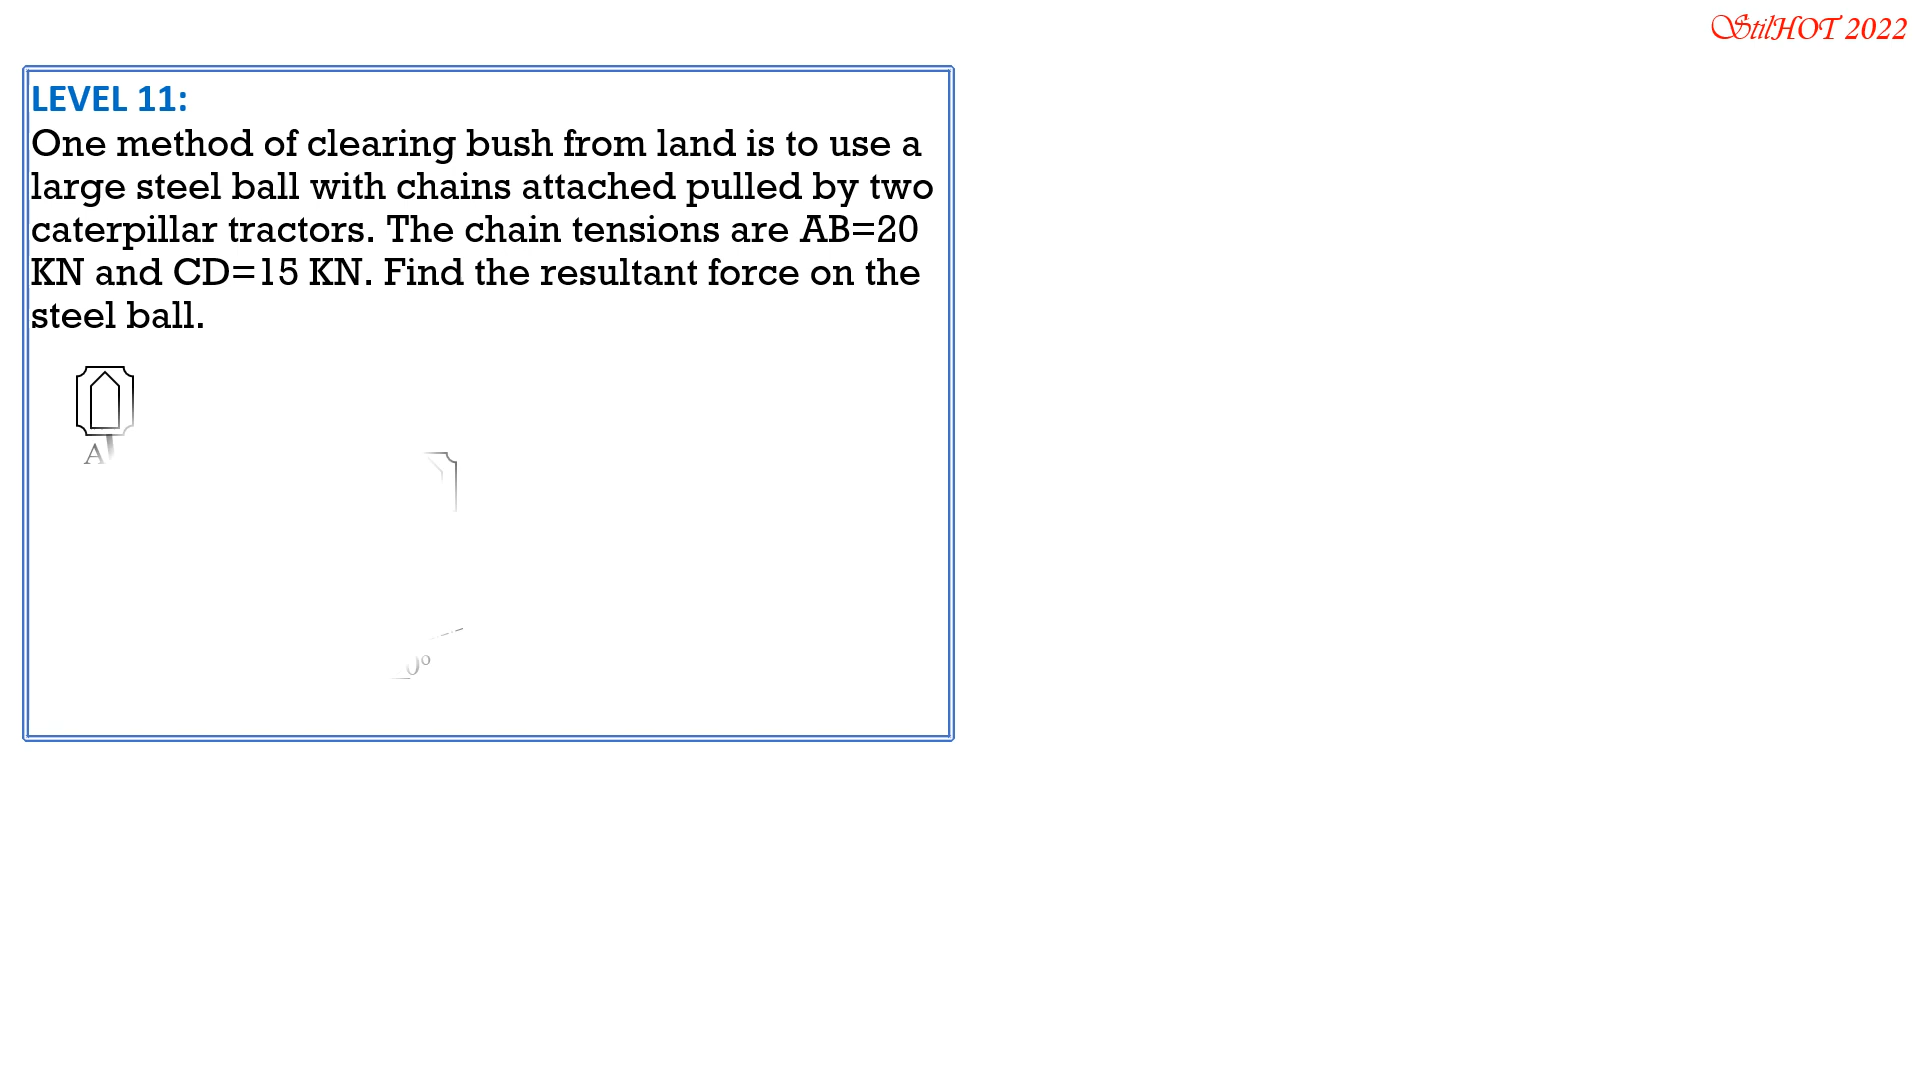 StilHOT 2022
LEVEL 11:
One method of clearing bush from land is to use a
large steel ball with chains attached pulled by two
caterpillar tractors. The chain tensions are AB=20
KN and CD=15 KN. Find the resultant force on the
steel ball.
A
0º